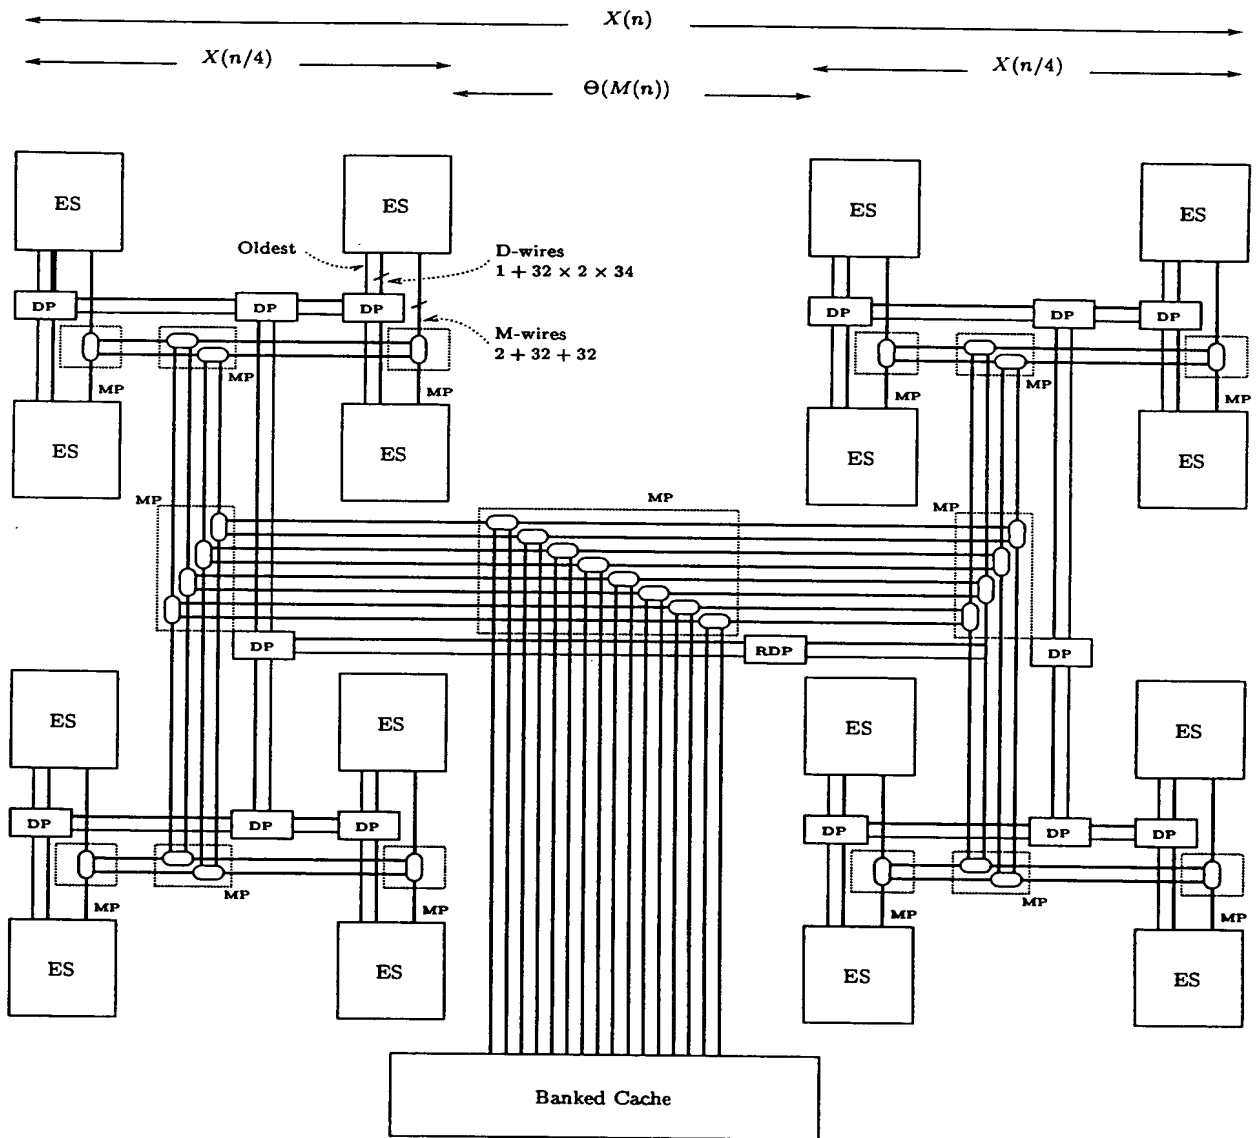 X(n)
X(n/4)
X(n/4)
Θ(M(n))
ES
ES
ES
ES
Oldest
D-wires
1 + 32 × 2 × 34
DP
DP
DP
DP
DP
DP
M-wires
2 + 32 + 32
MP
MP
MP
MP
MP
MP
ES
ES
ES
ES
MP
MP
MP
DP
RDP
DP
ES
ES
ES
ES
DP
DP
DP
DP
DP
DP
MP
MP
MP
MP
MP
MP
ES
ES
ES
ES
Banked Cache